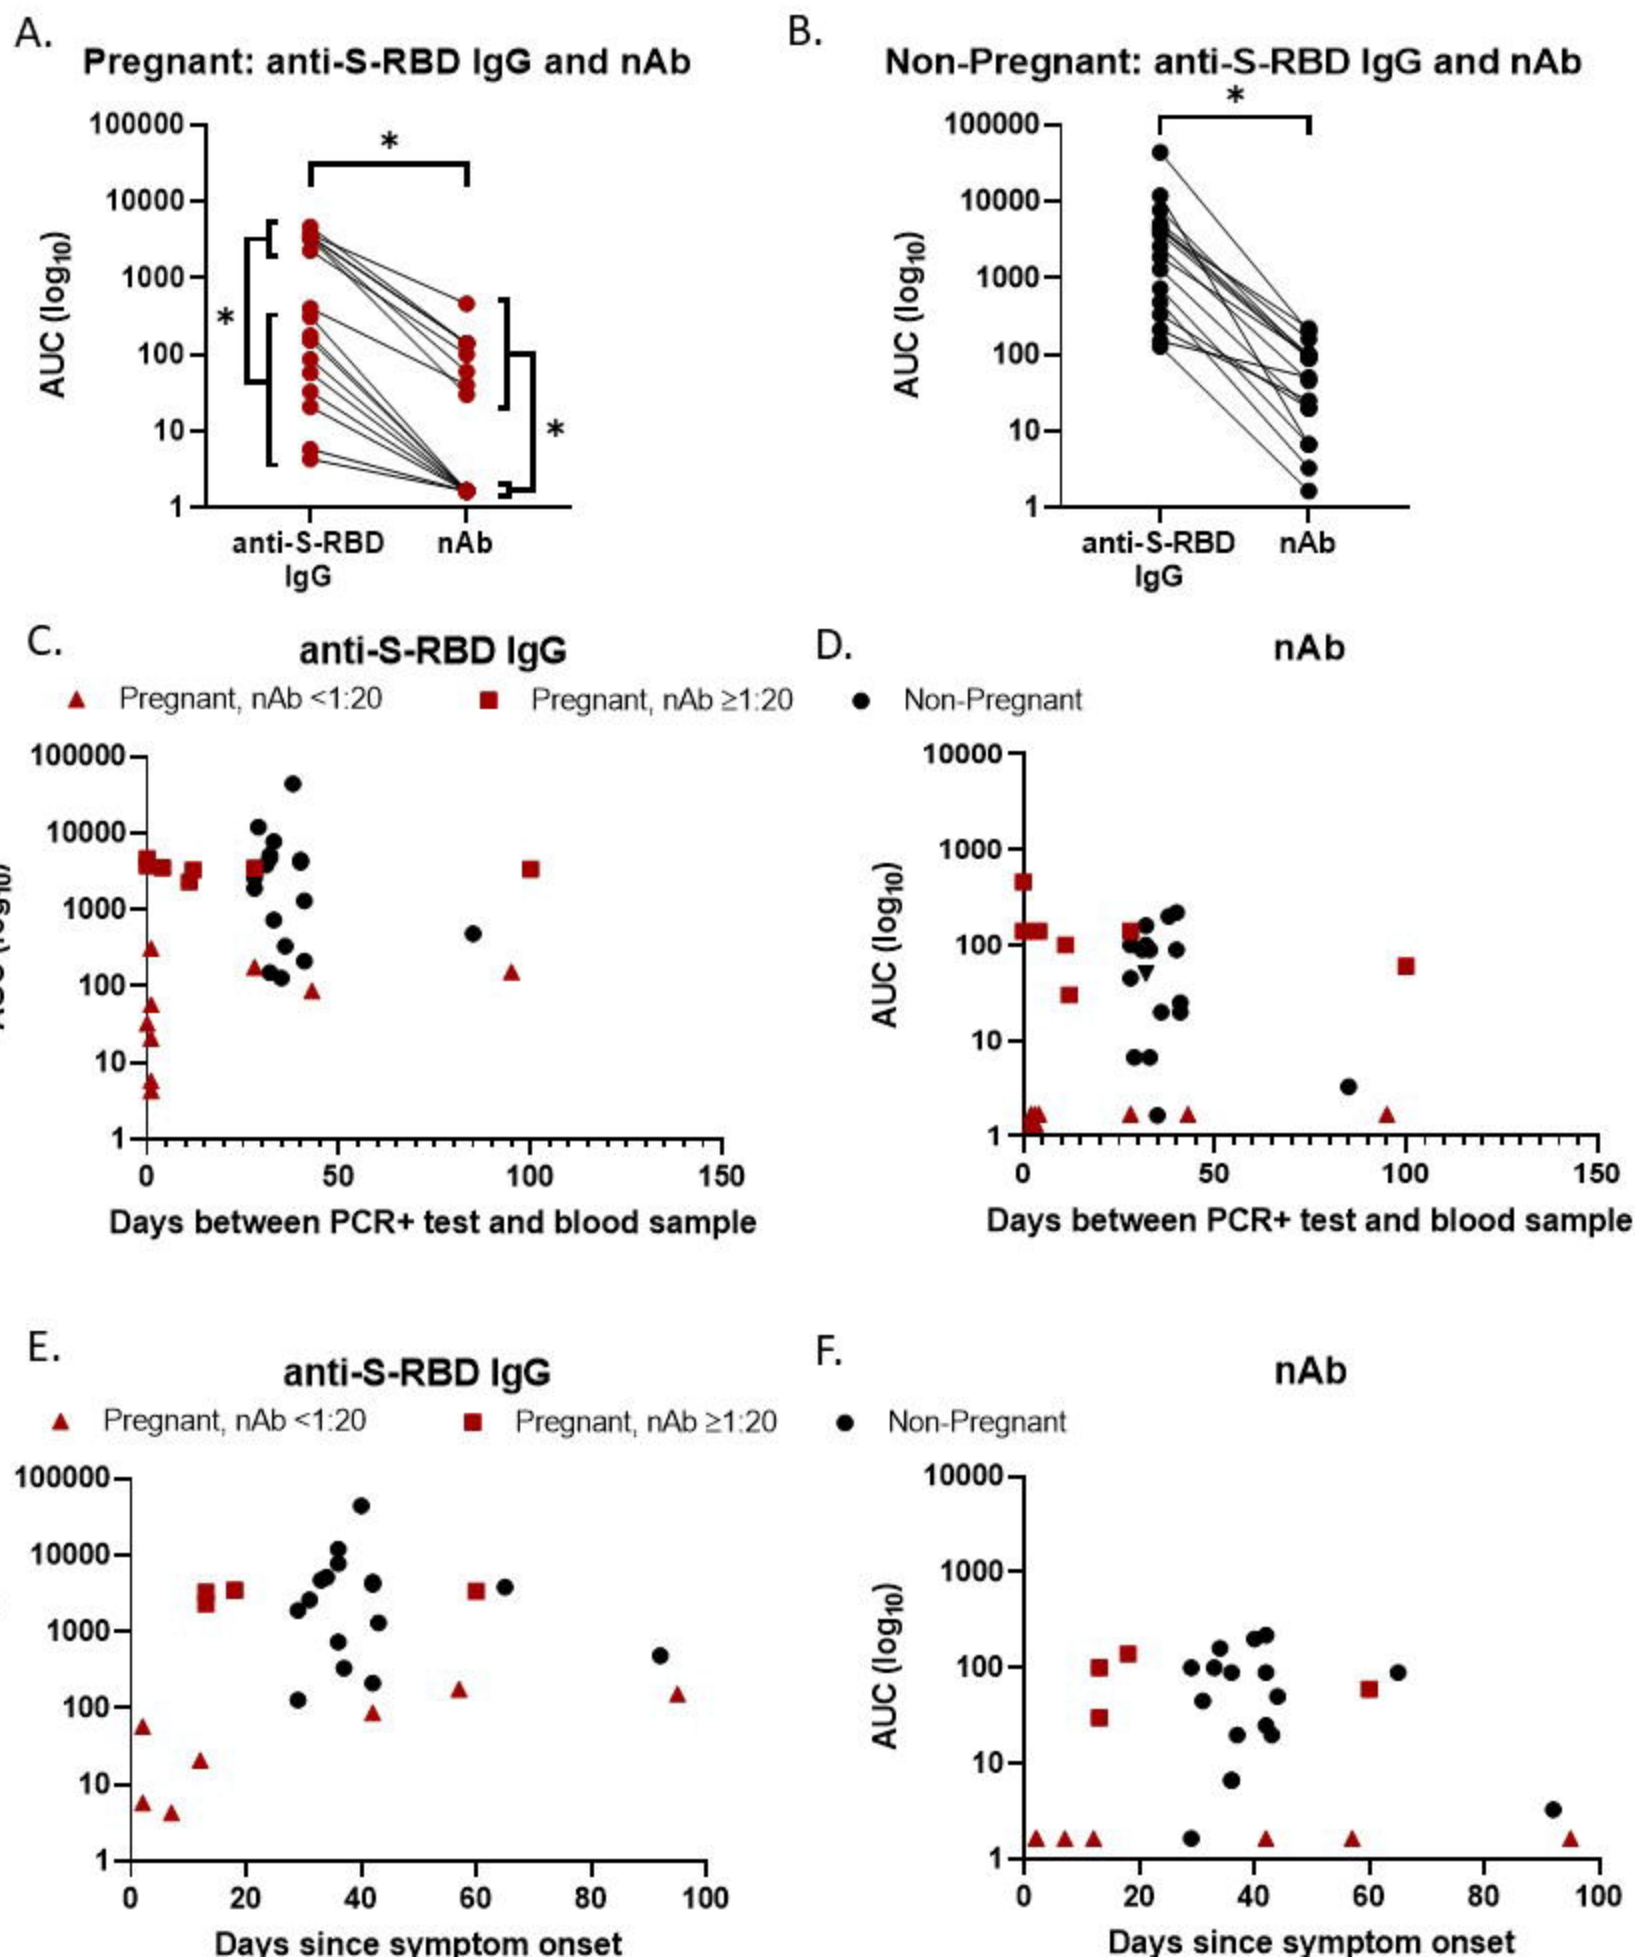 A.
Pregnant: anti-S-RBD IgG and nAb
100000
10000
1000
100
10
1
AUC (log10)
*
*
*
anti-S-RBD
IgG
nAb
B.
Non-Pregnant: anti-S-RBD IgG and nAb
100000
10000
1000
100
10
1
AUC (log10)
*
anti-S-RBD
IgG
nAb
C.
anti-S-RBD IgG
Pregnant, nAb <1:20
Pregnant, nAb ≥1:20
Non-Pregnant
100000
10000
1000
100
10
1
0 50 100 150
Days between PCR+ test and blood sample
D.
nAb
10000
1000
100
10
1
AUC (log10)
0 50 100 150
Days between PCR+ test and blood sample
E.
anti-S-RBD IgG
Pregnant, nAb <1:20
Pregnant, nAb ≥1:20
Non-Pregnant
100000
10000
1000
100
10
1
0 20 40 60 80 100
Days since symptom onset
F.
nAb
10000
1000
100
10
1
AUC (log10)
0 20 40 60 80 100
Days since symptom onset